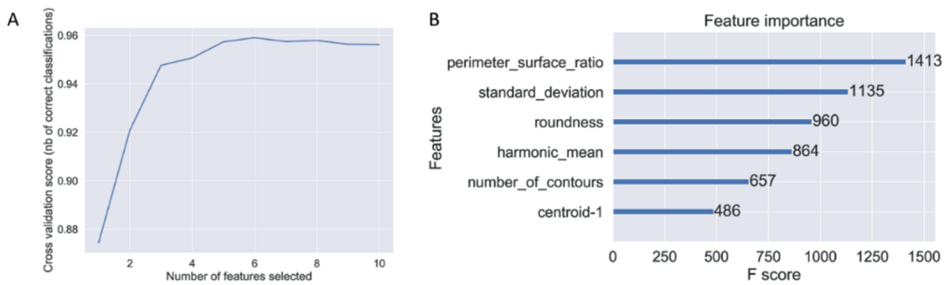 A
Cross validation score (nb of correct classifications)
0.96
0.94
0.92
0.90
0.88
2 4 6 8 10
Number of features selected
B
Feature importance
Features
perimeter_surface_ratio 1413
standard_deviation 1135
roundness 960
harmonic_mean 864
number_of_contours 657
centroid-1 486
0 250 500 750 1000 1250 1500
F score